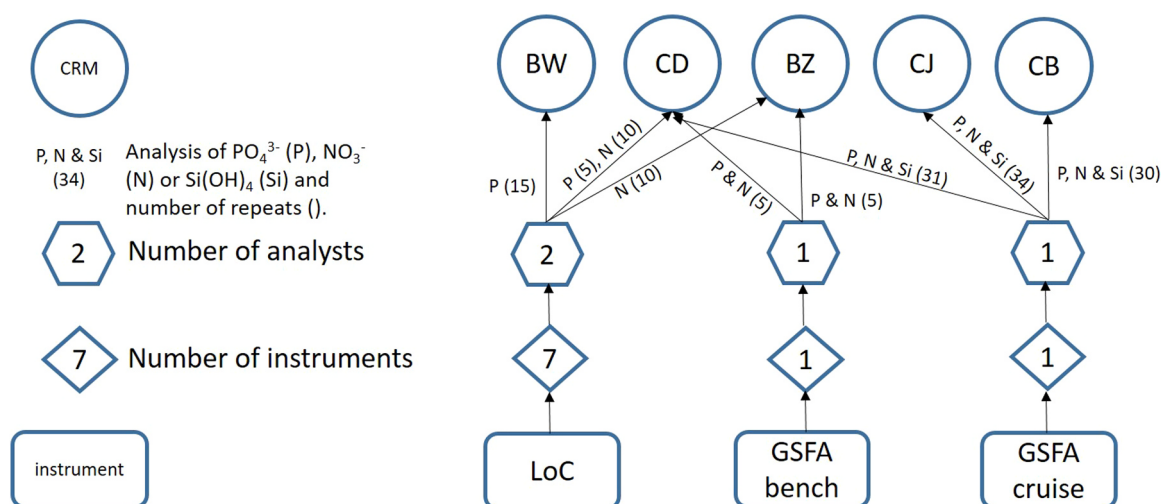 CRM
BW
CD
BZ
CJ
CB
P, N & Si
(34)
Analysis of PO₄³⁻ (P), NO₃⁻
(N) or Si(OH)₄ (Si) and
number of repeats ().
P (15)
P (5), N (10)
N (10)
P & N (5)
P & N (5)
P, N & Si (31)
P, N & Si (34)
P, N & Si (30)
2
Number of analysts
2
1
1
7
Number of instruments
7
1
1
instrument
LoC
GSFA
bench
GSFA
cruise